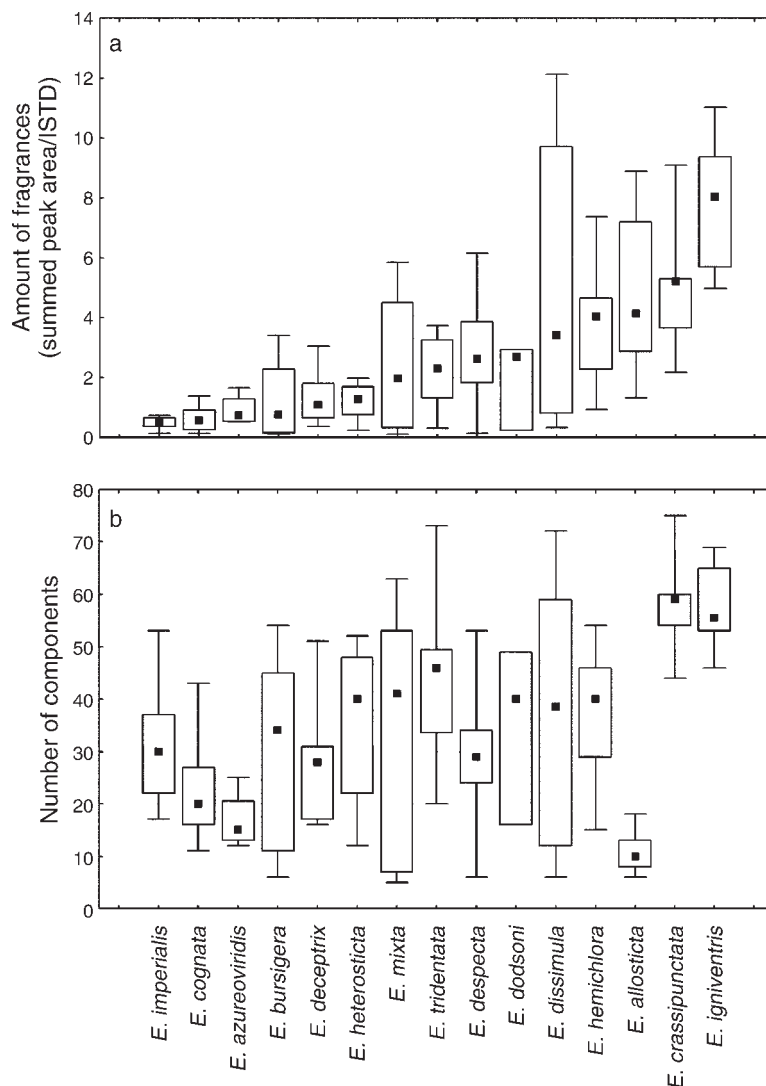 a
Amount of fragrances
(summed peak area/ISTD)
14
12
10
8
6
4
2
0
b
Number of components
80
70
60
50
40
30
20
10
0
E. imperialis
E. cognata
E. azureoviridis
E. bursigera
E. deceptrix
E. heterosticta
E. mixta
E. tridentata
E. despecta
E. dodsoni
E. dissimula
E. hemichlora
E. allosticta
E. crassipunctata
E. igniventris